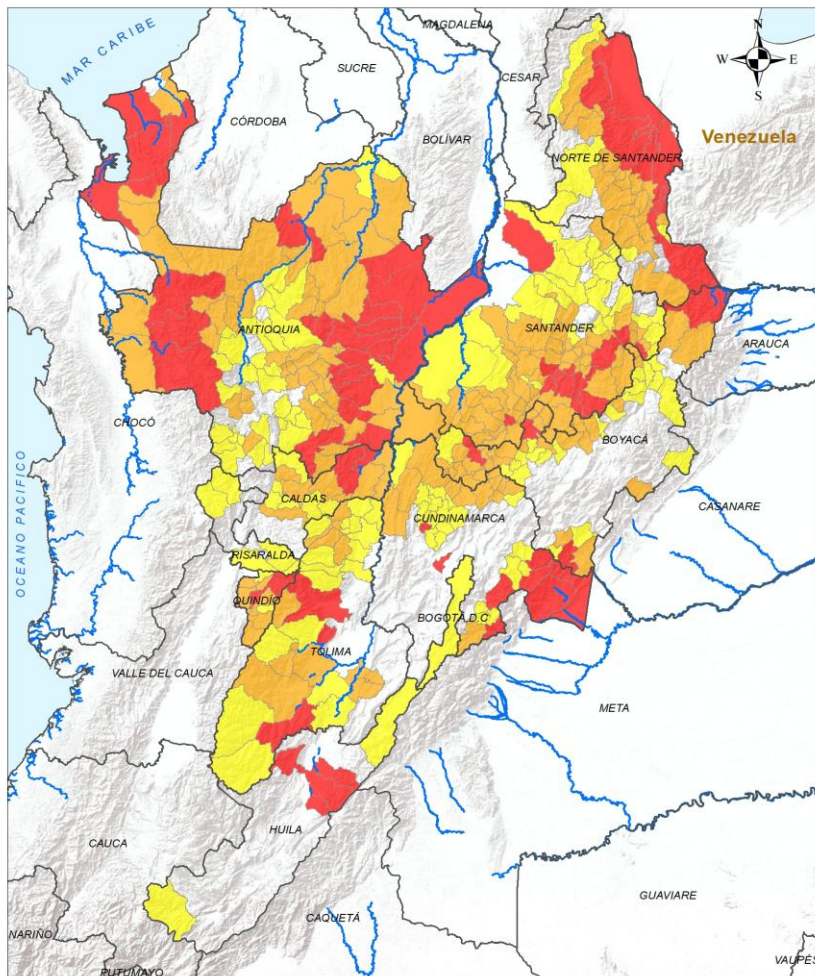 MAGDALENA
N
W E
S
MAR CARIBE
SUCRE
CESAR
CÓRDOBA
BOLÍVAR
Venezuela
NORTE DE SANTANDER
ANTIOQUIA
SANTANDER
ARAUCA
CHOCÓ
BOYACÁ
OCEANO PACIFICO
CALDAS
CASANARE
CUNDINAMARCA
RISARALDA
QUINDÍO
BOGOTÁ D.C
TOLIMA
VALLE DEL CAUCA
META
HUILA
CAUCA
GUAVIARE
CAQUETÁ
NARIÑO
PUTUMAYO
VAUPÉS